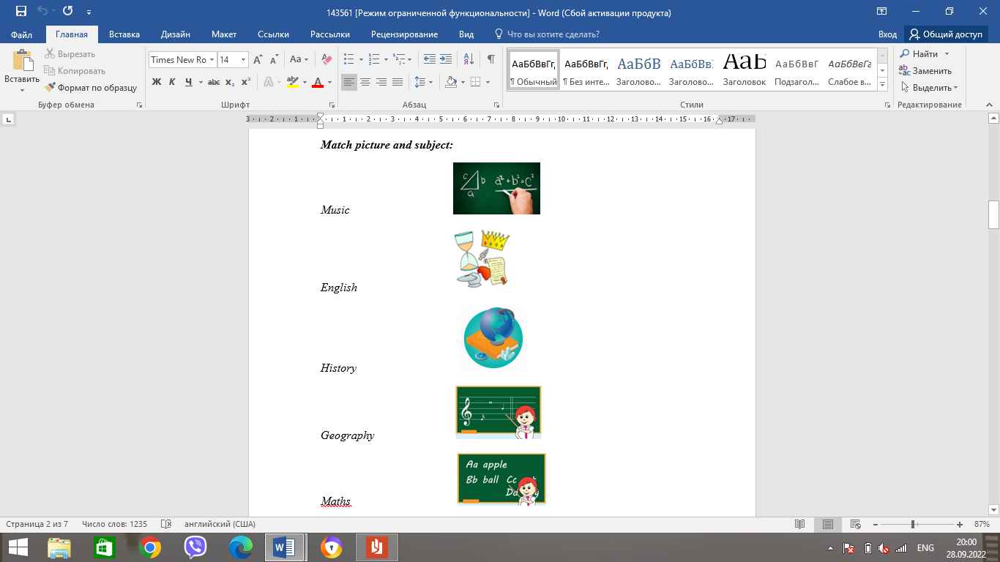 143561 [Режим ограниченной функциональности] - Word (Сбой активации продукта)
Файл Главная Вставка Дизайн Макет Ссылки Рассылки Рецензирование Вид Что вы хотите сделать? Вход Общий доступ
Вставить
Вырезать
Копировать
Формат по образцу
Буфер обмена
Times New Ro 14 Aa
Ж К Ч abc x₂ x² A ab A
Шрифт
Абзац
АаБбВвГг, АаБбВвГг, АаБбВ АаБбВв АаБ АаБбВвГ АаБбВвГг
¶ Обычный ¶ Без инте... Заголово... Заголово... Заголовок Подзагол... Слабое в...
Стили
Найти
Заменить
Выделить
Редактирование
3 2 1 1 2 3 4 5 6 7 8 9 10 11 12 13 14 15 16 17
Match picture and subject:
c b a a² + b² = c²
Music
English
History
Geography
Aa apple
Bb ball Cc
Maths
Страница 2 из 7 Число слов: 1235 английский (США) 87%
ENG 20:00
28.09.2022